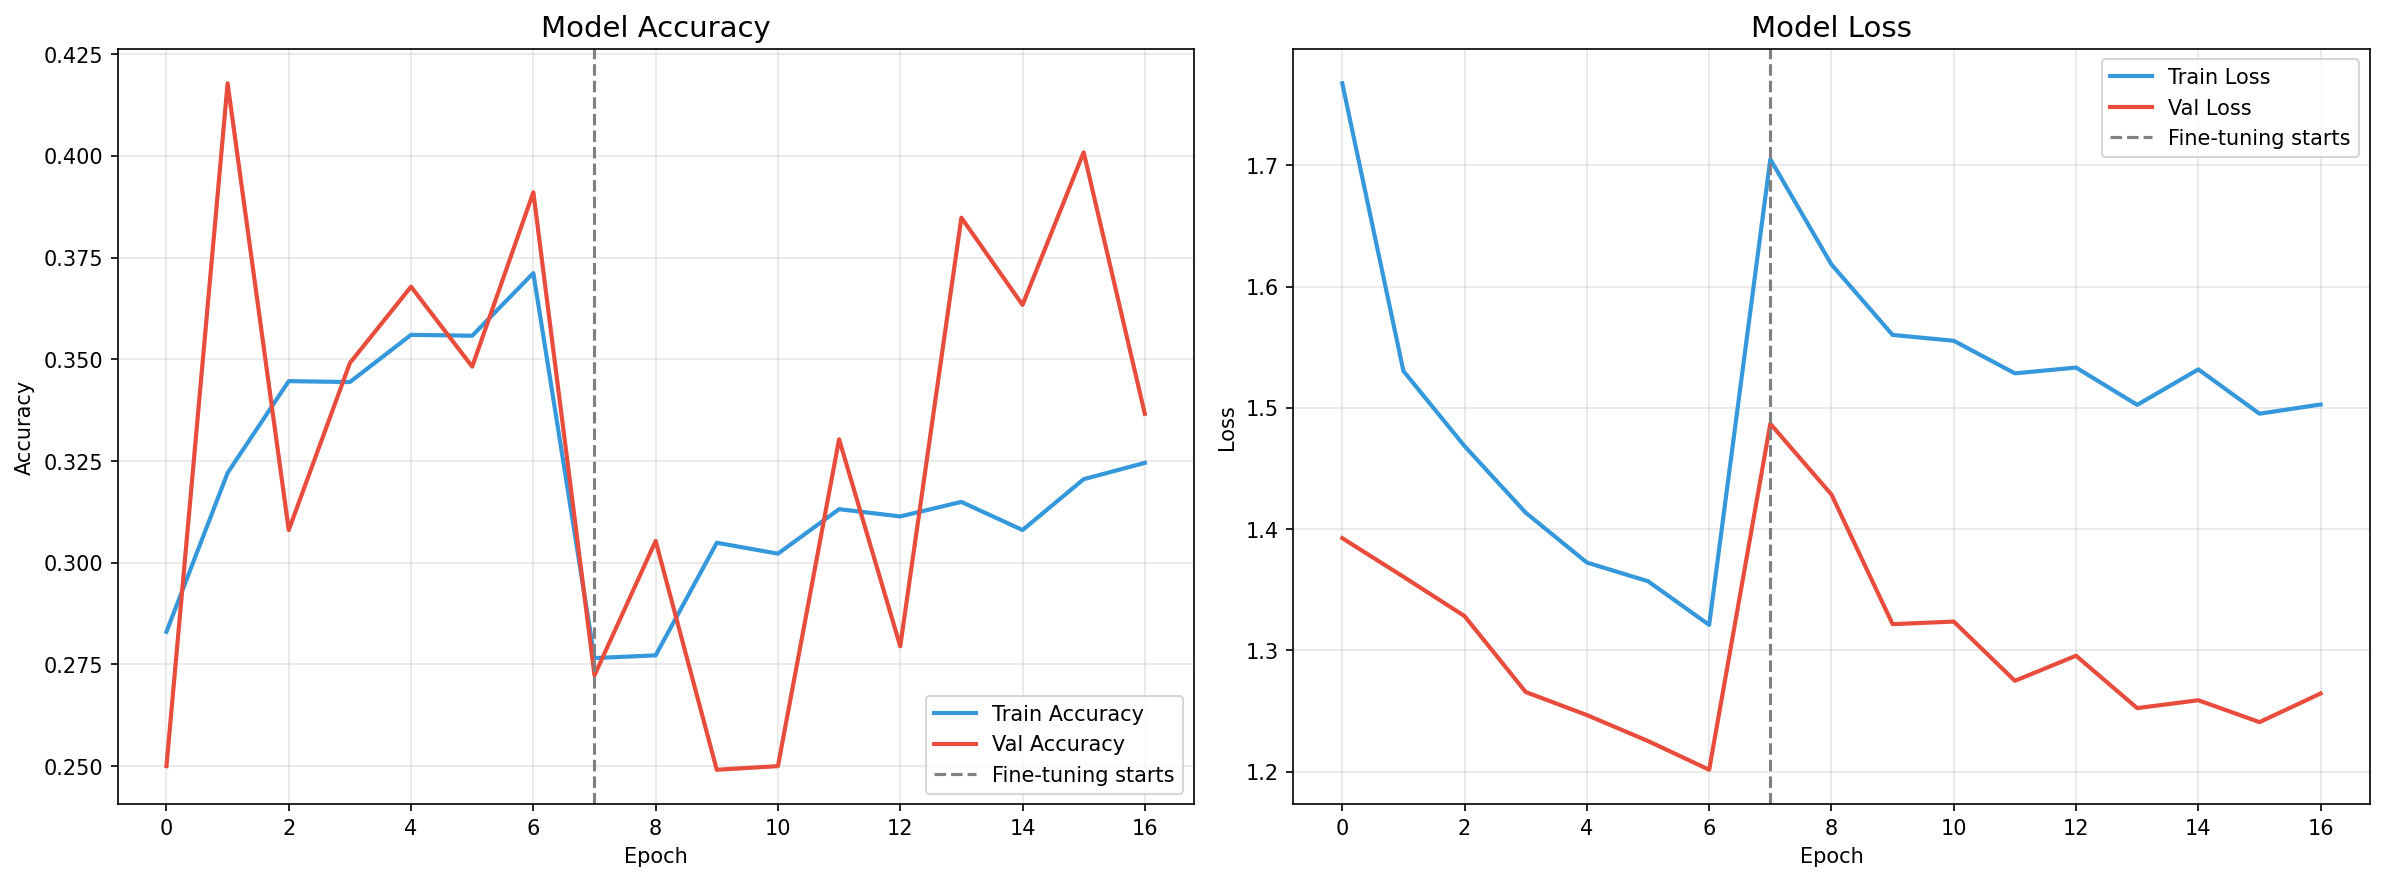 Model Accuracy
0.425
0.400
0.375
0.350
0.325
0.300
0.275
0.250
Accuracy
Train Accuracy
Val Accuracy
Fine-tuning starts
0 2 4 6 8 10 12 14 16
Epoch
Model Loss
1.7
1.6
1.5
1.4
1.3
1.2
Loss
Train Loss
Val Loss
Fine-tuning starts
0 2 4 6 8 10 12 14 16
Epoch